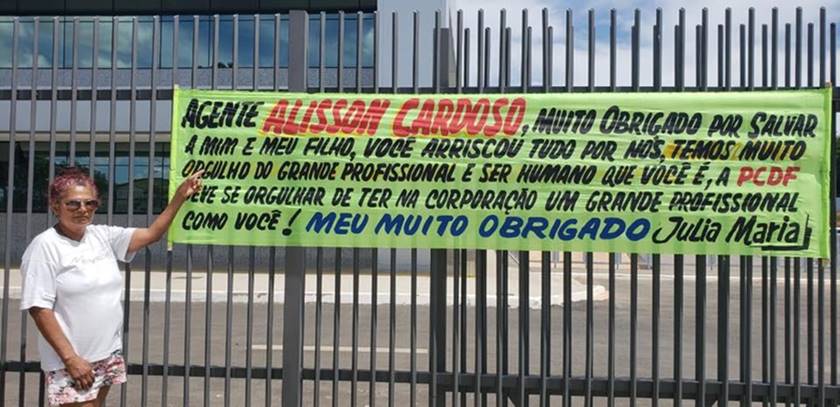 AGENTE ALISSON CARDOSO, MUITO OBRIGADO POR SALVAR
A MIM E MEU FILHO, VOCÊ ARRISCOU TUDO POR NÓS, TEMOS MUITO
ORGULHO DO GRANDE PROFISSIONAL E SER HUMANO QUE VOCÊ É, A PCDF
DEVE SE ORGULHAR DE TER NA CORPORAÇÃO UM GRANDE PROFISSIONAL
COMO VOCÊ! MEU MUITO OBRIGADO Julia Maria